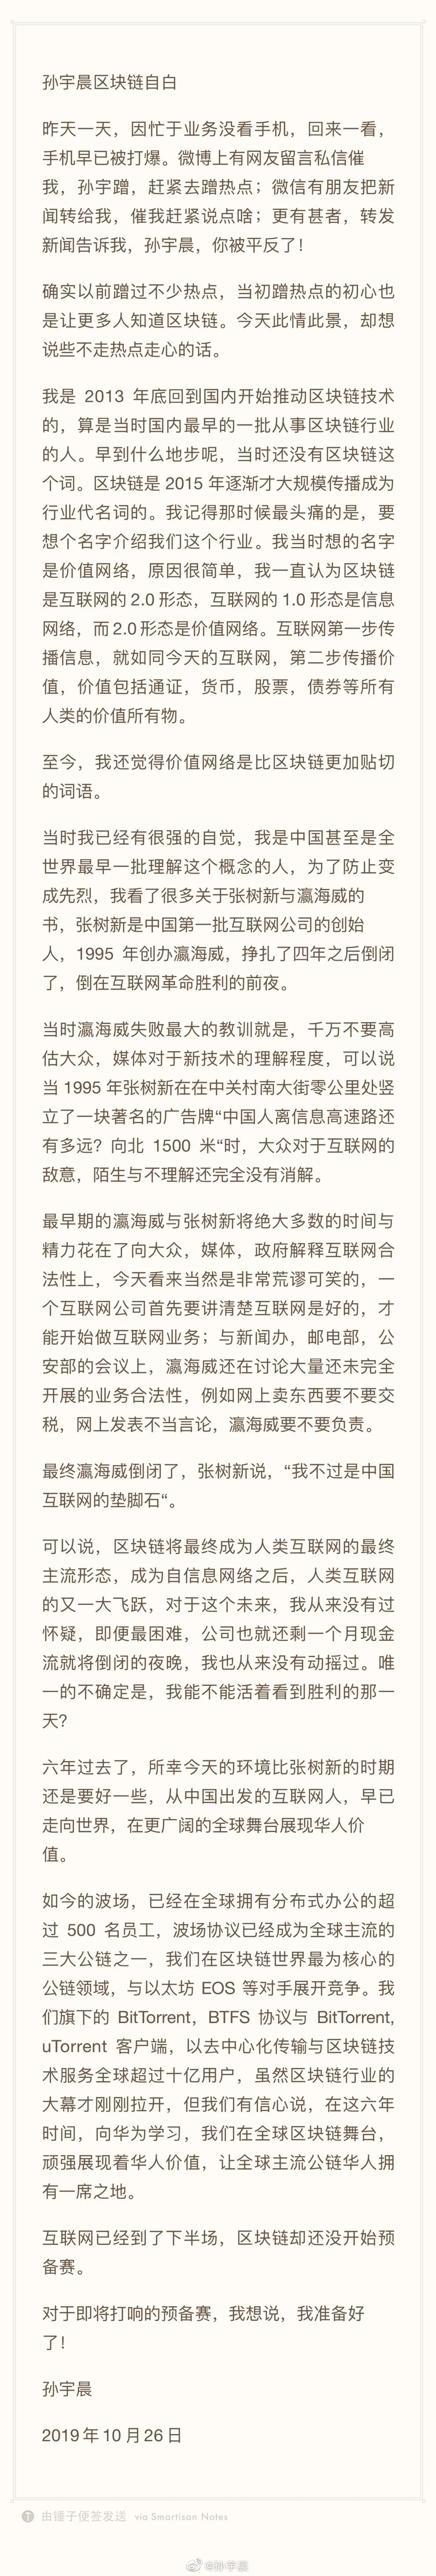 孙宇晨区块链自白
昨天一天，因忙于业务没看手机，回来一看，
手机早已被打爆。微博上有网友留言私信催
我，孙宇蹭，赶紧去蹭热点；微信有朋友把新
闻转给我，催我赶紧说点啥；更有甚者，转发
新闻告诉我，孙宇晨，你被平反了！
确实以前蹭过不少热点，当初蹭热点的初心也
是让更多人知道区块链。今天此情此景，却想
说些不走热点走心的话。
我是 2013 年底回到国内开始推动区块链技术
的，算是当时国内最早的一批从事区块链行业
的人。早到什么地步呢，当时还没有区块链这
个词。区块链是 2015 年逐渐才大规模传播成为
行业代名词的。我记得那时候最头痛的是，要
想个名字介绍我们这个行业。我当时想的名字
是价值网络，原因很简单，我一直认为区块链
是互联网的 2.0 形态，互联网的 1.0 形态是信息
网络，而 2.0 形态是价值网络。互联网第一步传
播信息，就如同今天的互联网，第二步传播价
值，价值包括通证，货币，股票，债券等所有
人类的价值所有物。
至今，我还觉得价值网络是比区块链更加贴切
的词语。
当时我已经有很强的自觉，我是中国甚至是全
世界最早一批理解这个概念的人，为了防止变
成先烈，我看了很多关于张树新与瀛海威的
书，张树新是中国第一批互联网公司的创始
人，1995 年创办瀛海威，挣扎了四年之后倒闭
了，倒在互联网革命胜利的前夜。
当时瀛海威失败最大的教训就是，千万不要高
估大众，媒体对于新技术的理解程度，可以说
当 1995 年张树新在在中关村南大街零公里处竖
立了一块著名的广告牌“中国人离信息高速路还
有多远？向北 1500 米“时，大众对于互联网的
敌意，陌生与不理解还完全没有消解。
最早期的瀛海威与张树新将绝大多数的时间与
精力花在了向大众，媒体，政府解释互联网合
法性上，今天看来当然是非常荒谬可笑的，一
个互联网公司首先要讲清楚互联网是好的，才
能开始做互联网业务；与新闻办，邮电部，公
安部的会议上，瀛海威还在讨论大量还未完全
开展的业务合法性，例如网上卖东西要不要交
税，网上发表不当言论，瀛海威要不要负责。
最终瀛海威倒闭了，张树新说，“我不过是中国
互联网的垫脚石“。
可以说，区块链将最终成为人类互联网的最终
主流形态，成为自信息网络之后，人类互联网
的又一大飞跃，对于这个未来，我从来没有过
怀疑，即便最困难，公司也就还剩一个月现金
流就将倒闭的夜晚，我也从来没有动摇过。唯
一的不确定是，我能不能活着看到胜利的那一
天？
六年过去了，所幸今天的环境比张树新的时期
还是要好一些，从中国出发的互联网人，早已
走向世界，在更广阔的全球舞台展现华人价
值。
如今的波场，已经在全球拥有分布式办公的超
过 500 名员工，波场协议已经成为全球主流的
三大公链之一，我们在区块链世界最为核心的
公链领域，与以太坊 EOS 等对手展开竞争。我
们旗下的 BitTorrent，BTFS 协议与 BitTorrent,
uTorrent 客户端，以去中心化传输与区块链技
术服务全球超过十亿用户，虽然区块链行业的
大幕才刚刚拉开，但我们有信心说，在这六年
时间，向华为学习，我们在全球区块链舞台，
顽强展现着华人价值，让全球主流公链华人拥
有一席之地。
互联网已经到了下半场，区块链却还没开始预
备赛。
对于即将打响的预备赛，我想说，我准备好
了！
孙宇晨
2019 年 10 月 26 日
T 由锤子便签发送 via Smartisan Notes
@孙宇晨